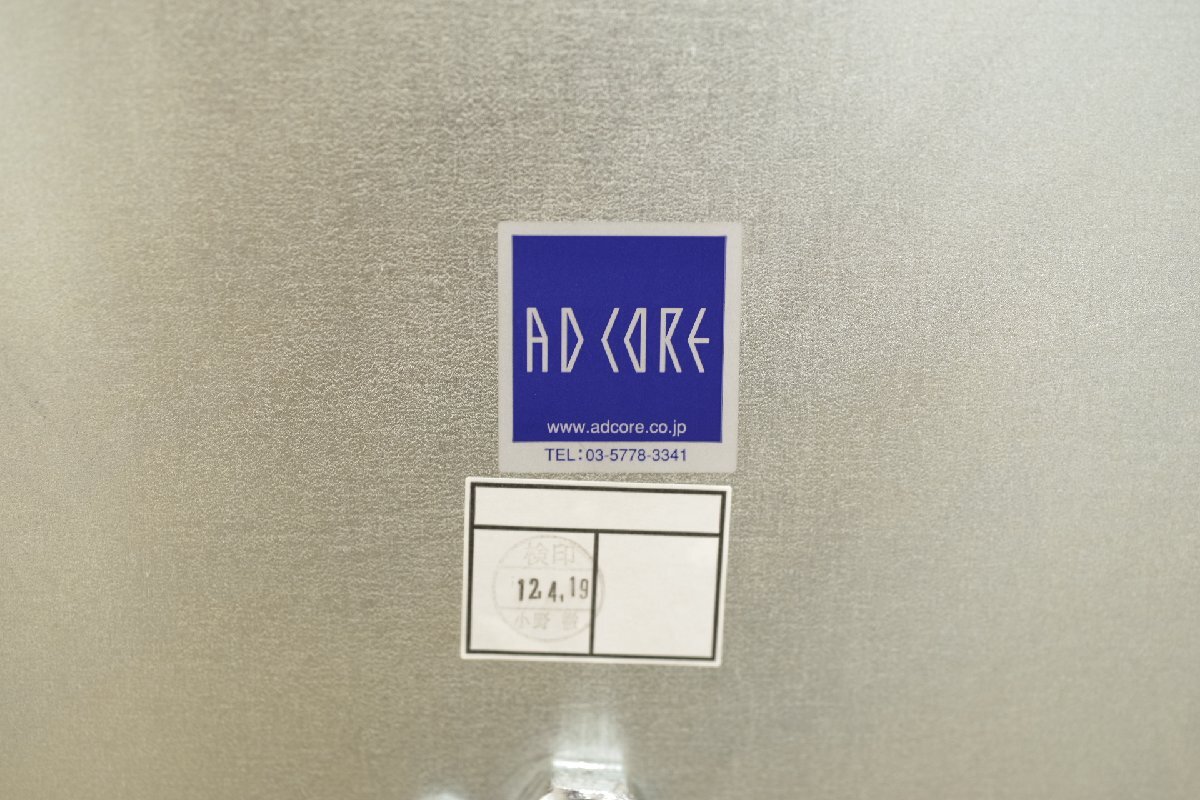 AD CORE
www.adcore.co.jp
TEL:03-5778-3341
検印
12.4.19
小野